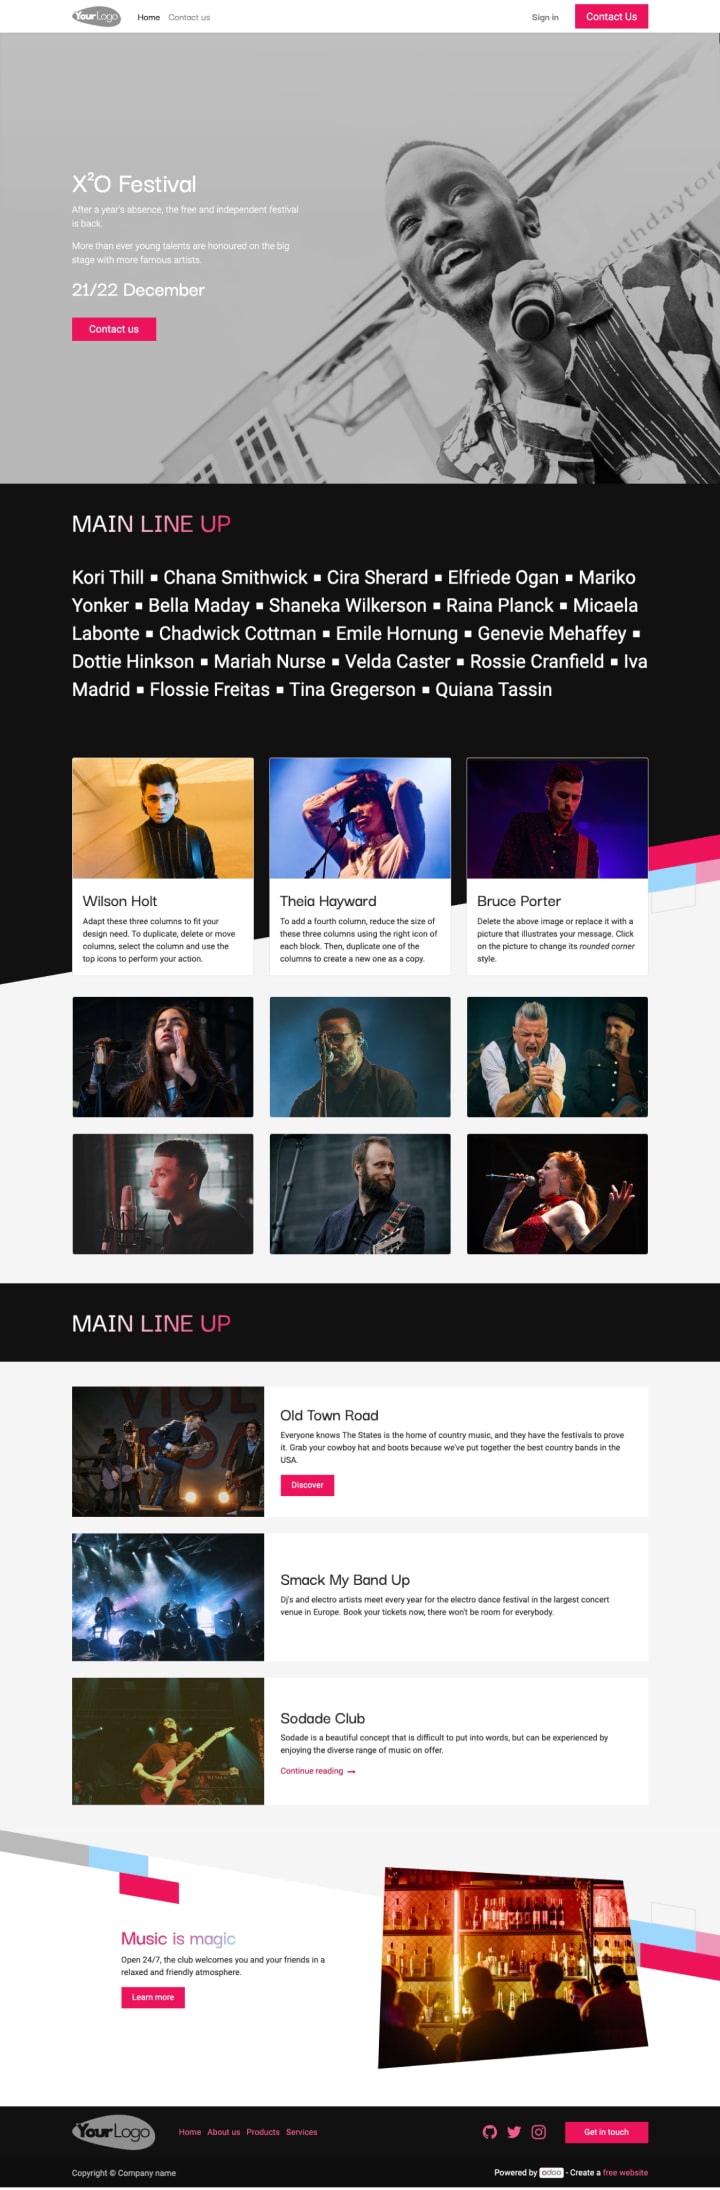 YourLogo
Home Contact us
Sign in
Contact Us
X²O Festival
After a year's absence, the free and independent festival
is back.
More than ever young talents are honoured on the big
stage with more famous artists.
21/22 December
Contact us
youthdaytoro
MAIN LINE UP
Kori Thill ▪ Chana Smithwick ▪ Cira Sherard ▪ Elfriede Ogan ▪ Mariko
Yonker ▪ Bella Maday ▪ Shaneka Wilkerson ▪ Raina Planck ▪ Micaela
Labonte ▪ Chadwick Cottman ▪ Emile Hornung ▪ Genevie Mehaffey ▪
Dottie Hinkson ▪ Mariah Nurse ▪ Velda Caster ▪ Rossie Cranfield ▪ Iva
Madrid ▪ Flossie Freitas ▪ Tina Gregerson ▪ Quiana Tassin
Wilson Holt
Adapt these three columns to fit your
design need. To duplicate, delete or move
columns, select the column and use the
top icons to perform your action.
Theia Hayward
To add a fourth column, reduce the size of
these three columns using the right icon of
each block. Then, duplicate one of the
columns to create a new one as a copy.
Bruce Porter
Delete the above image or replace it with a
picture that illustrates your message. Click
on the picture to change its rounded corner
style.
MAIN LINE UP
Old Town Road
Everyone knows The States is the home of country music, and they have the festivals to prove
it. Grab your cowboy hat and boots because we've put together the best country bands in the
USA.
Discover
Smack My Band Up
Dj's and electro artists meet every year for the electro dance festival in the largest concert
venue in Europe. Book your tickets now, there won't be room for everybody.
Sodade Club
Sodade is a beautiful concept that is difficult to put into words, but can be experienced by
enjoying the diverse range of music on offer.
Continue reading →
Music is magic
Open 24/7, the club welcomes you and your friends in a
relaxed and friendly atmosphere.
Learn more
YourLogo
Home About us Products Services
Get in touch
Copyright © Company name
Powered by odoo - Create a free website